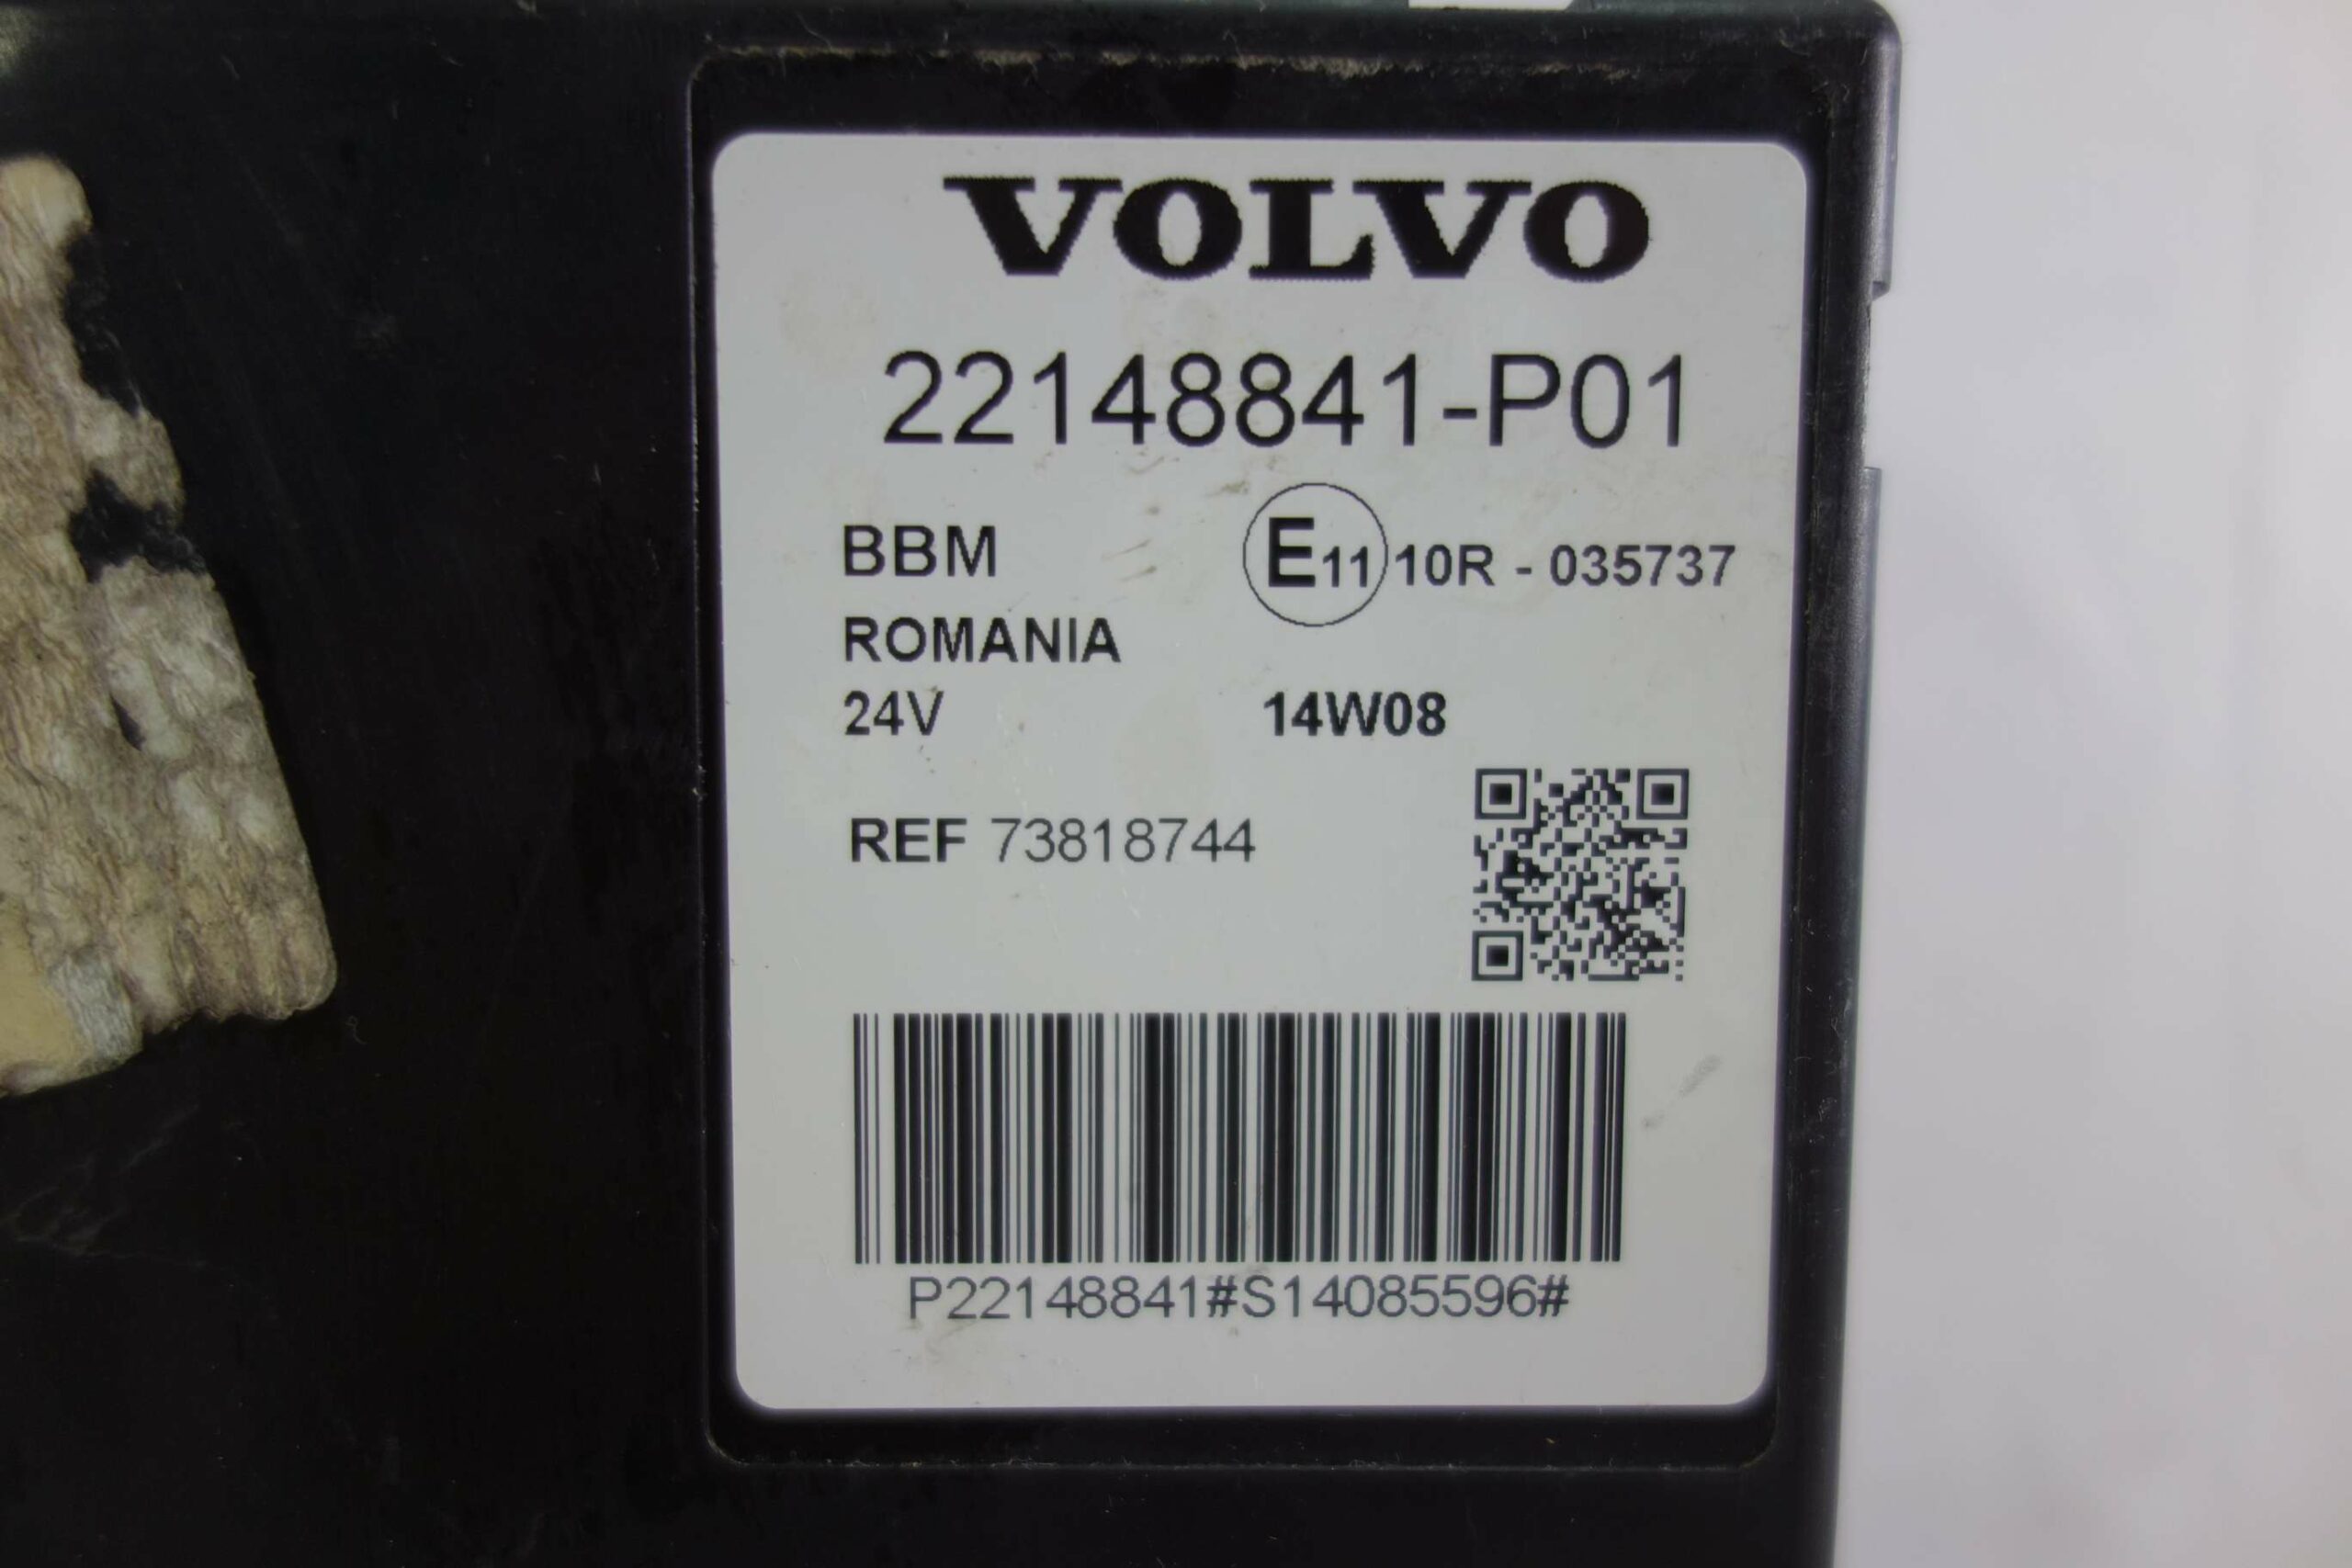 VOLVO
22148841-P01
BBM E11 10R - 035737
ROMANIA
24V 14W08
REF 73818744
P22148841#S14085596#